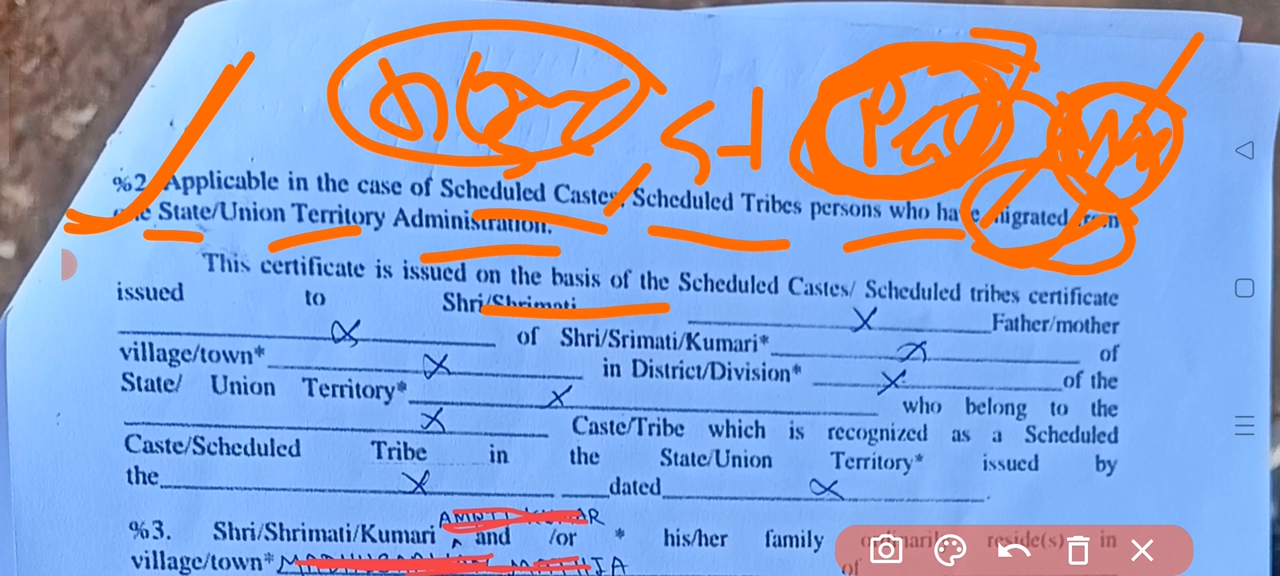 St
%2. Applicable in the case of Scheduled Castes, Scheduled Tribes persons who have migrated from
one State/Union Territory Administration.
This certificate is issued on the basis of the Scheduled Castes/ Scheduled tribes certificate
issued to Shri/Shrimati
X Father/mother
X of Shri/Srimati/Kumari* X of
village/town* X in District/Division* X of the
State/ Union Territory* X who belong to the
X Caste/Tribe which is recognized as a Scheduled
Caste/Scheduled Tribe in the State/Union Territory* issued by
the X dated X.
%3. Shri/Shrimati/Kumari and /or * his/her family reside(s) in
village/town* of